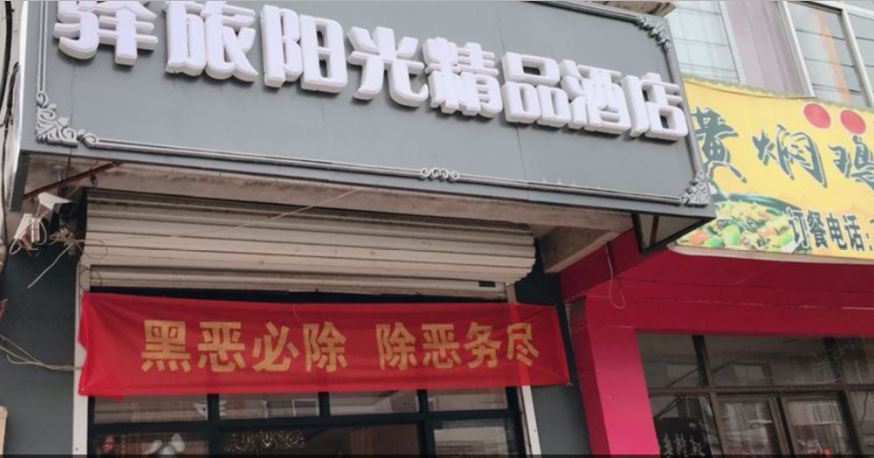 驿旅阳光精品酒店
黄焖鸡
订餐电话:
黑恶必除 除恶务尽